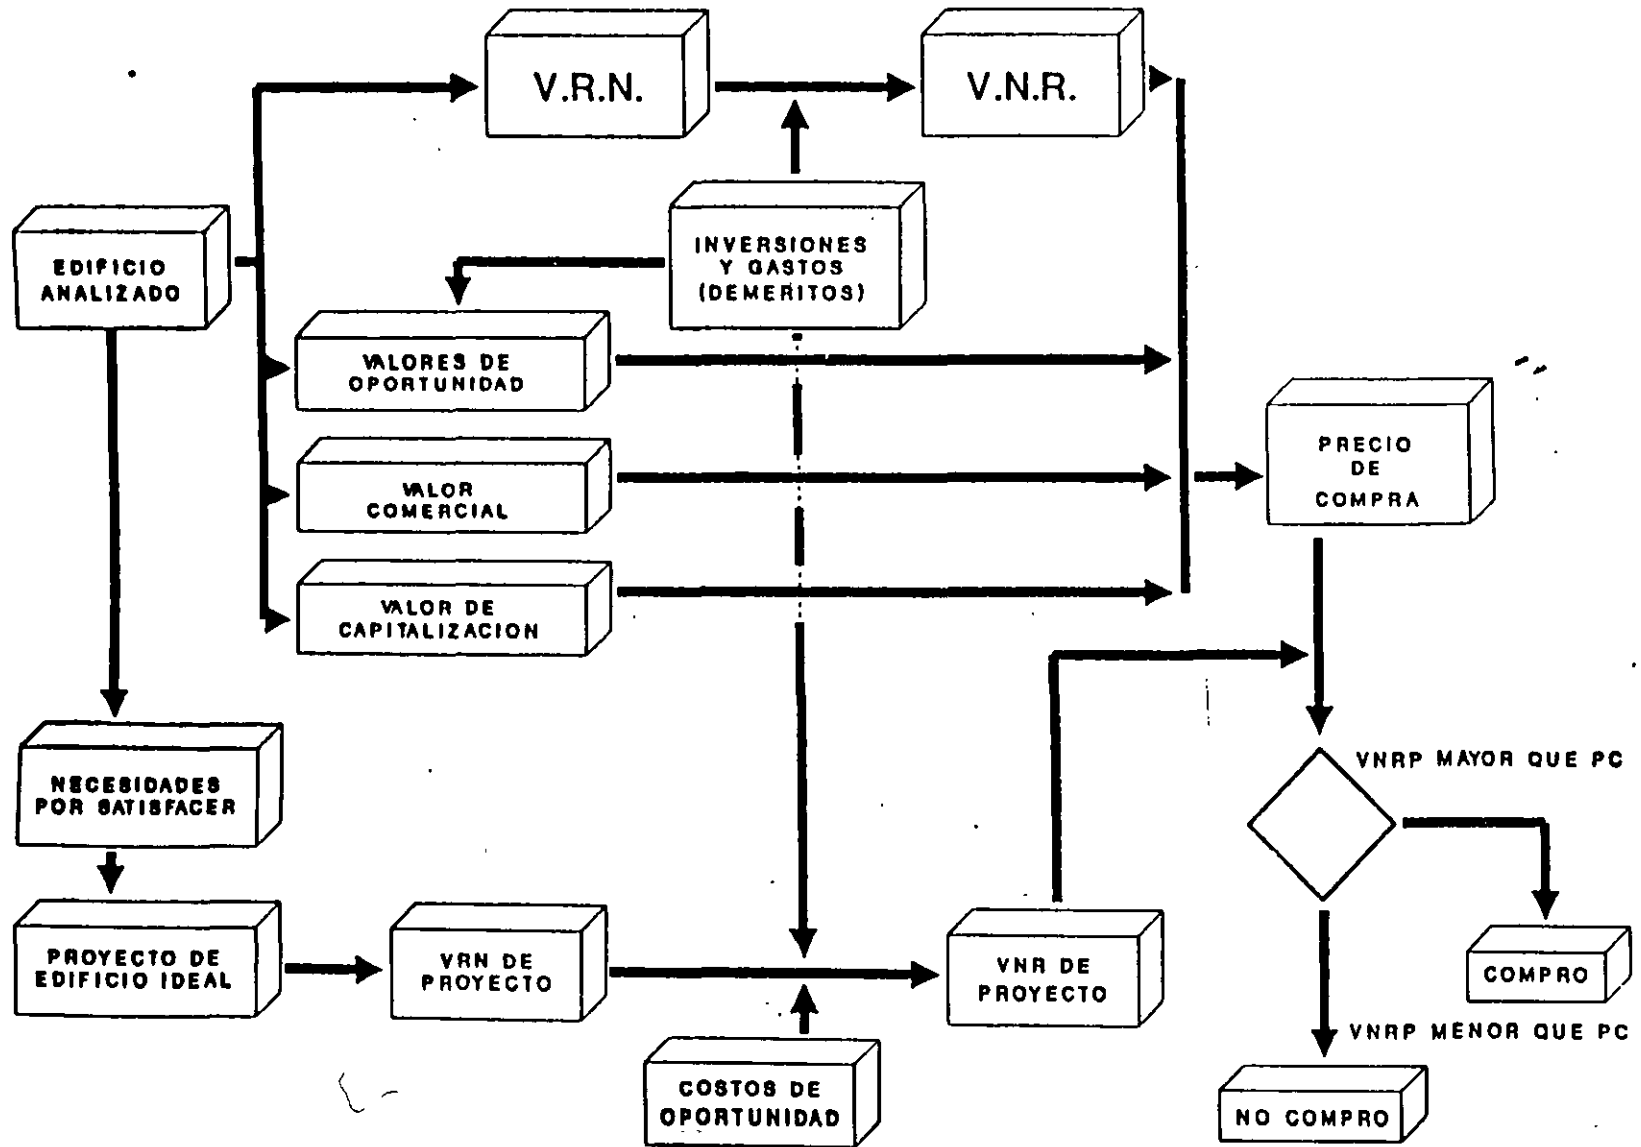 V.R.N.
V.N.R.
EDIFICIO
ANALIZADO
INVERSIONES
Y GASTOS
(DEMERITOS)
VALORES DE
OPORTUNIDAD
VALOR
COMERCIAL
VALOR DE
CAPITALIZACION
PRECIO
DE
COMPRA
NECESIDADES
POR SATISFACER
VNRP MAYOR QUE PC
PROYECTO DE
EDIFICIO IDEAL
VRN DE
PROYECTO
VNR DE
PROYECTO
COMPRO
VNRP MENOR QUE PC
COSTOS DE
OPORTUNIDAD
NO COMPRO